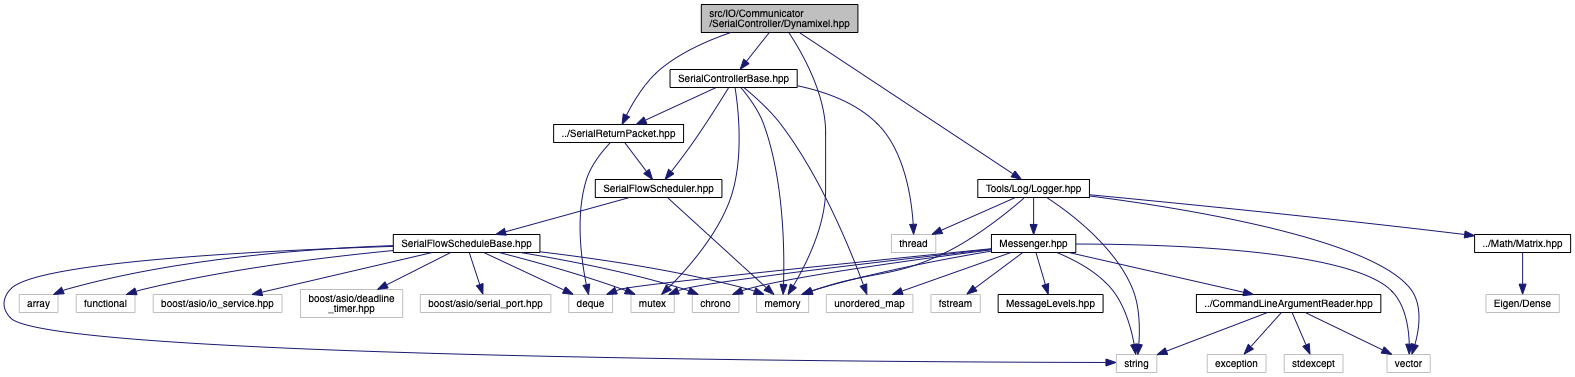 src/IO/Communicator
/SerialController/Dynamixel.hpp
SerialControllerBase.hpp
../SerialReturnPacket.hpp
SerialFlowScheduler.hpp
Tools/Log/Logger.hpp
SerialFlowScheduleBase.hpp
thread
Messenger.hpp
../Math/Matrix.hpp
array
functional
boost/asio/io_service.hpp
boost/asio/deadline
_timer.hpp
boost/asio/serial_port.hpp
deque
mutex
chrono
memory
unordered_map
fstream
MessageLevels.hpp
../CommandLineArgumentReader.hpp
Eigen/Dense
string
exception
stdexcept
vector